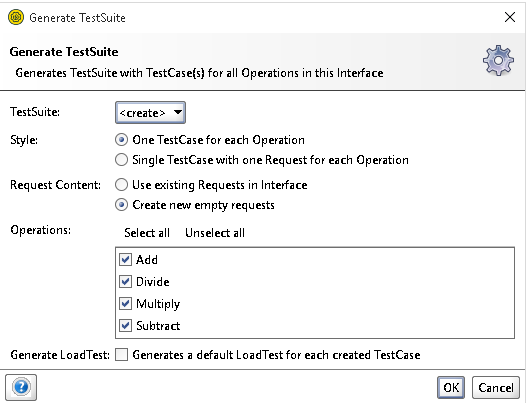 Generate TestSuite
Generate TestSuite
Generates TestSuite with TestCase(s) for all Operations in this Interface
TestSuite: <create>
Style: One TestCase for each Operation
Single TestCase with one Request for each Operation
Request Content: Use existing Requests in Interface
Create new empty requests
Operations: Select all Unselect all
Add
Divide
Multiply
Subtract
Generate LoadTest: Generates a default LoadTest for each created TestCase
? OK Cancel